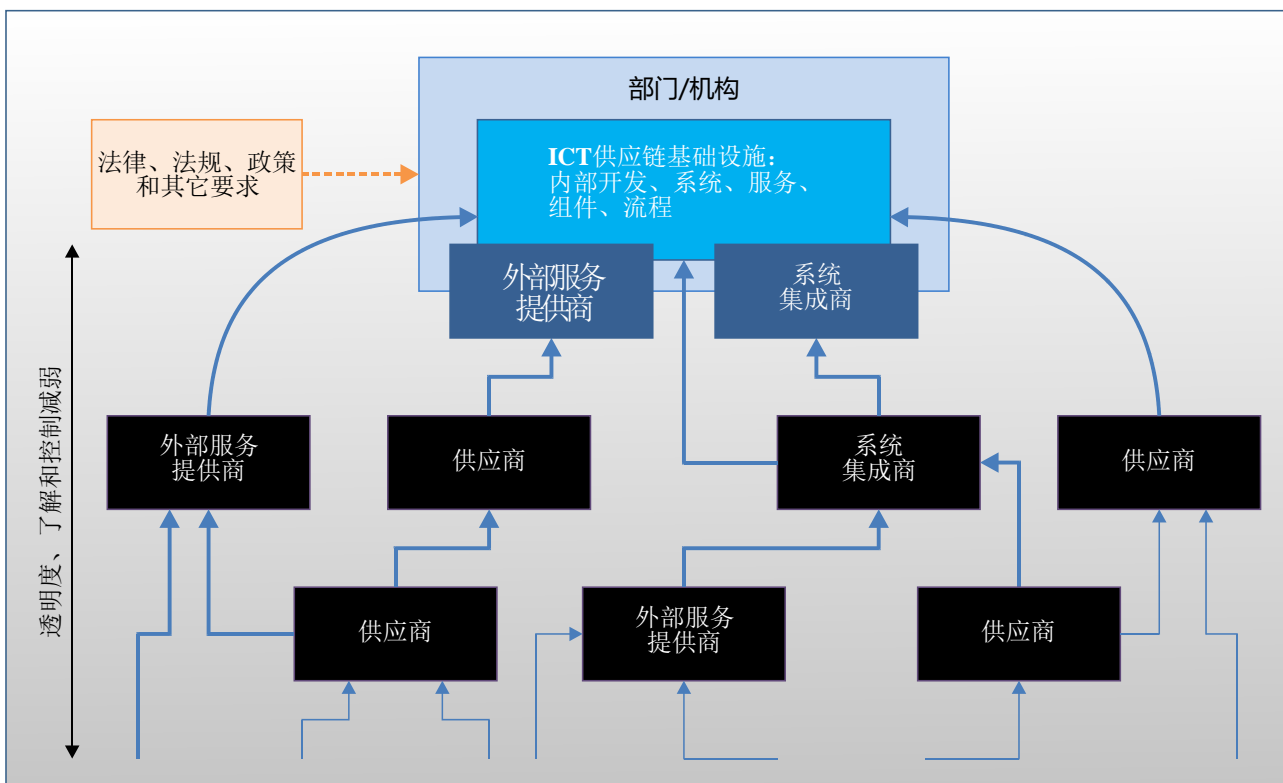 部门/机构
法律、法规、政策
和其它要求
ICT供应链基础设施：
内部开发、系统、服务、
组件、流程
外部服务
提供商
系统
集成商
透明度、了解和控制减弱
外部服务
提供商
供应商
系统
集成商
供应商
供应商
外部服务
提供商
供应商